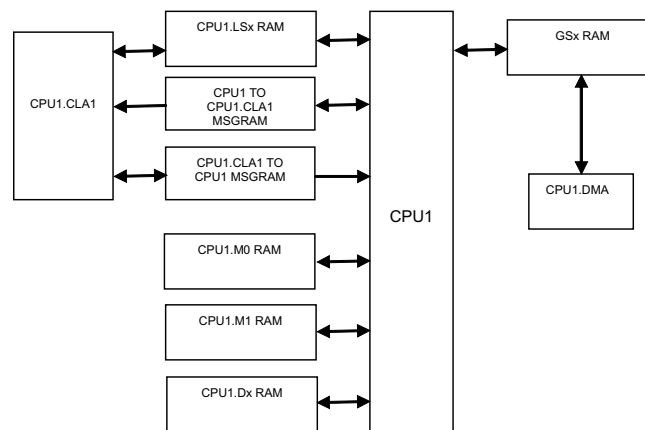 CPU1.LSx RAM
GSx RAM
CPU1.CLA1
CPU1 TO
CPU1.CLA1
MSGRAM
CPU1.CLA1 TO
CPU1 MSGRAM
CPU1.DMA
CPU1
CPU1.M0 RAM
CPU1.M1 RAM
CPU1.Dx RAM